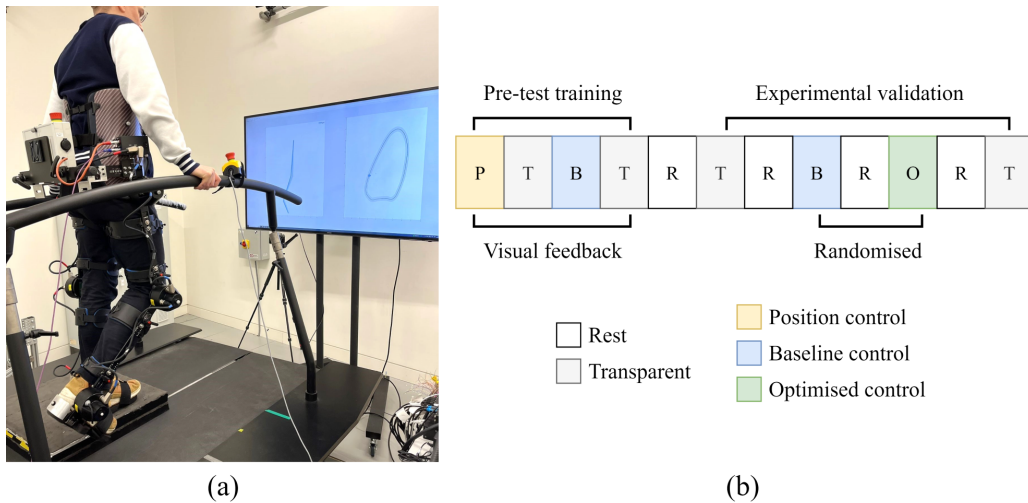 Pre-test training
Experimental validation
P T B T R T R B R O R T
Visual feedback
Randomised
Rest
Transparent
Position control
Baseline control
Optimised control
(a)
(b)